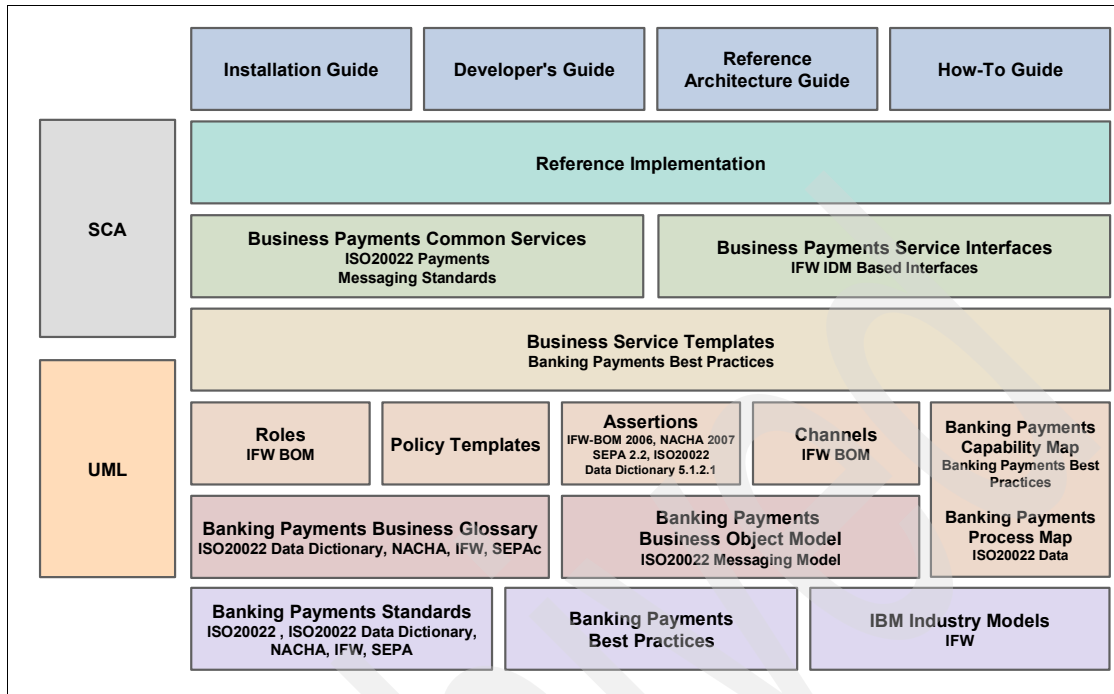 Installation Guide
Developer's Guide
Reference
Architecture Guide
How-To Guide
SCA
Reference Implementation
Business Payments Common Services
ISO20022 Payments
Messaging Standards
Business Payments Service Interfaces
IFW IDM Based Interfaces
Business Service Templates
Banking Payments Best Practices
UML
Roles
IFW BOM
Policy Templates
Assertions
IFW-BOM 2006, NACHA 2007
SEPA 2.2, ISO20022
Data Dictionary 5.1.2.1
Channels
IFW BOM
Banking Payments
Capability Map
Banking Payments Best
Practices
Banking Payments
Process Map
ISO20022 Data
Banking Payments Business Glossary
ISO20022 Data Dictionary, NACHA, IFW, SEPAc
Banking Payments
Business Object Model
ISO20022 Messaging Model
Banking Payments Standards
ISO20022 , ISO20022 Data Dictionary,
NACHA, IFW, SEPA
Banking Payments
Best Practices
IBM Industry Models
IFW